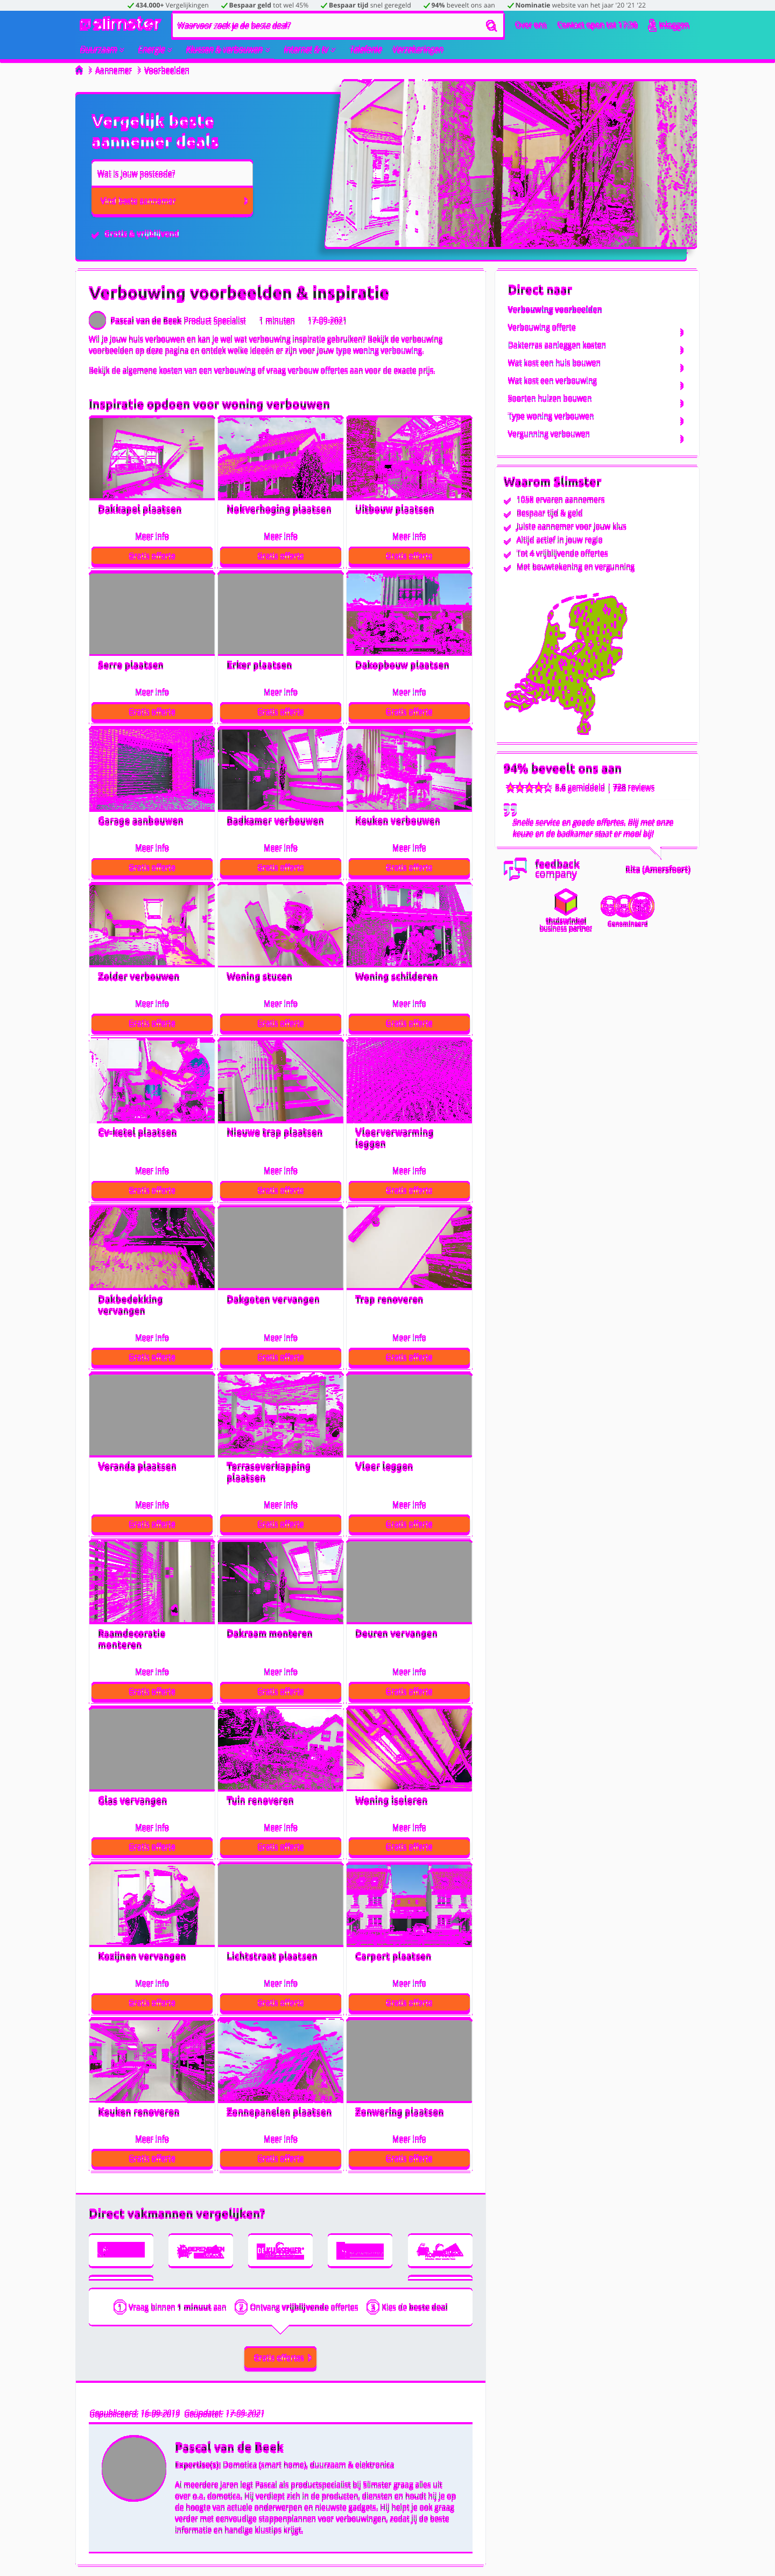 434.000+ Vergelijkingen Bespaar geld tot wel 45% Bespaar tijd snel geregeld 94% beveelt ons aan Nominatie website van het jaar '20 '21 '22
slimster Waarvoor zoek je de beste deal? Over ons
Aannemer Voorbeelden
Vergelijk beste
aannemer deals
Wat is jouw postcode?
Verbouwing voorbeelden & inspiratie
Pascal van de Beek Product Specialist 1 minuten 17-09-2021
Wil je jouw huis verbouwen en kan je wel wat verbouwing inspiratie gebruiken? Bekijk de verbouwing
voorbeelden op deze pagina en ontdek welke ideeën er zijn voor jouw type woning verbouwing.
Bekijk de algemene kosten van een verbouwing of vraag verbouw offertes aan voor de exacte prijs.
Inspiratie opdoen voor woning verbouwen
Dakkapel plaatsen Nokverhoging plaatsen Uitbouw plaatsen
Meer info Meer info Meer info
Gratis offerte Gratis offerte Gratis offerte
Serre plaatsen Erker plaatsen Dakopbouw plaatsen
Meer info Meer info Meer info
Gratis offerte Gratis offerte Gratis offerte
Garage aanbouwen Badkamer verbouwen Keuken verbouwen
Meer info Meer info Meer info
Gratis offerte Gratis offerte Gratis offerte
Zolder verbouwen Woning stucen Woning schilderen
Meer info Meer info Meer info
Gratis offerte Gratis offerte Gratis offerte
Cv-ketel plaatsen Nieuwe trap plaatsen Vloerverwarming
leggen
Meer info Meer info Meer info
Gratis offerte Gratis offerte Gratis offerte
Dakbedekking Dakgoten vervangen Trap renoveren
vervangen
Meer info Meer info Meer info
Gratis offerte Gratis offerte Gratis offerte
Veranda plaatsen Terrasoverkapping Vloer leggen
plaatsen
Meer info Meer info Meer info
Gratis offerte Gratis offerte Gratis offerte
Raamdecoratie Dakraam monteren Deuren vervangen
monteren
Meer info Meer info Meer info
Gratis offerte Gratis offerte Gratis offerte
Glas vervangen Tuin renoveren Woning isoleren
Meer info Meer info Meer info
Gratis offerte Gratis offerte Gratis offerte
Kozijnen vervangen Lichtstraat plaatsen Carport plaatsen
Meer info Meer info Meer info
Gratis offerte Gratis offerte Gratis offerte
Keuken renoveren Zonnepanelen plaatsen Zonwering plaatsen
Meer info Meer info Meer info
Gratis offerte Gratis offerte Gratis offerte
Direct vakmannen vergelijken?
1 Vraag binnen 1 minuut aan 2 Ontvang vrijblijvende offertes 3 Kies de beste deal
Gratis offertes
Gepubliceerd: 16-09-2019 Geüpdatet: 17-09-2021
Pascal van de Beek
Expertise(s): Domotica (smart home), duurzaam & elektronica
Al meerdere jaren legt Pascal als productspecialist bij Slimster graag alles uit
over o.a. domotica. Hij verdiept zich in de producten, diensten en houdt hij je op
de hoogte van actuele onderwerpen en nieuwste gadgets. Hij helpt je ook graag
verder met eenvoudige stappenplannen voor verbouwingen, zodat jij de beste
informatie en handige klustips krijgt.
Direct naar
Verbouwing voorbeelden
Verbouwing offerte
Dakterras aanleggen kosten
Wat kost een huis bouwen
Wat kost een verbouwing
Soorten huizen bouwen
Type woning verbouwen
Vergunning verbouwen
Waarom Slimster
1058 ervaren aannemers
Bespaar tijd & geld
Juiste aannemer voor jouw klus
Altijd actief in jouw regio
Tot 4 vrijblijvende offertes
Met bouwtekening en vergunning
94% beveelt ons aan
8,6 gemiddeld | 728 reviews
Snelle service en goede offertes. Blij met onze
keuze en de badkamer staat er mooi bij!
feedback
company
Rita (Amersfoort)
thuiswinkel
business partner
Genomineerd